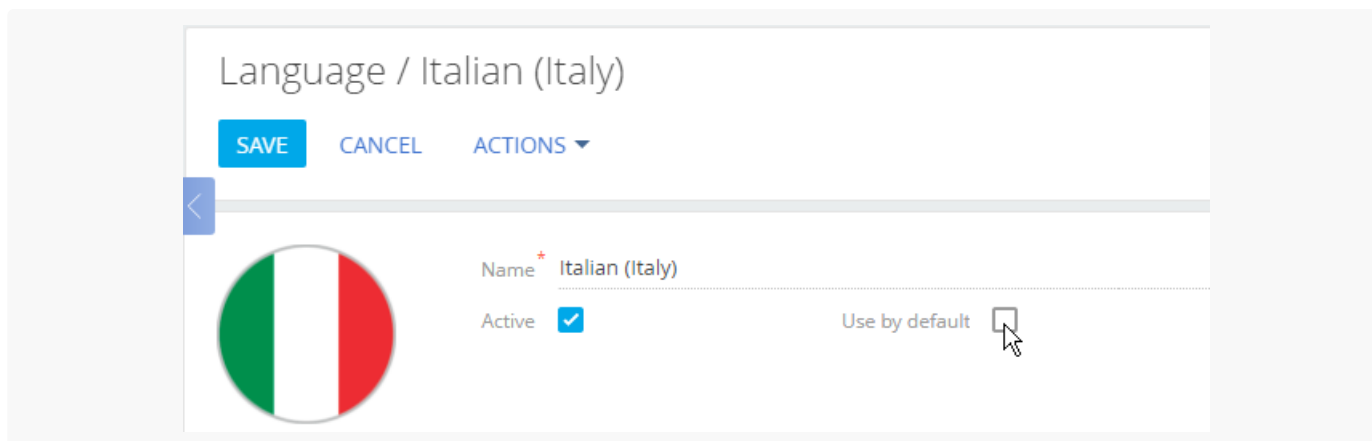 Language / Italian (Italy)
SAVE CANCEL ACTIONS
Name* Italian (Italy)
Active Use by default